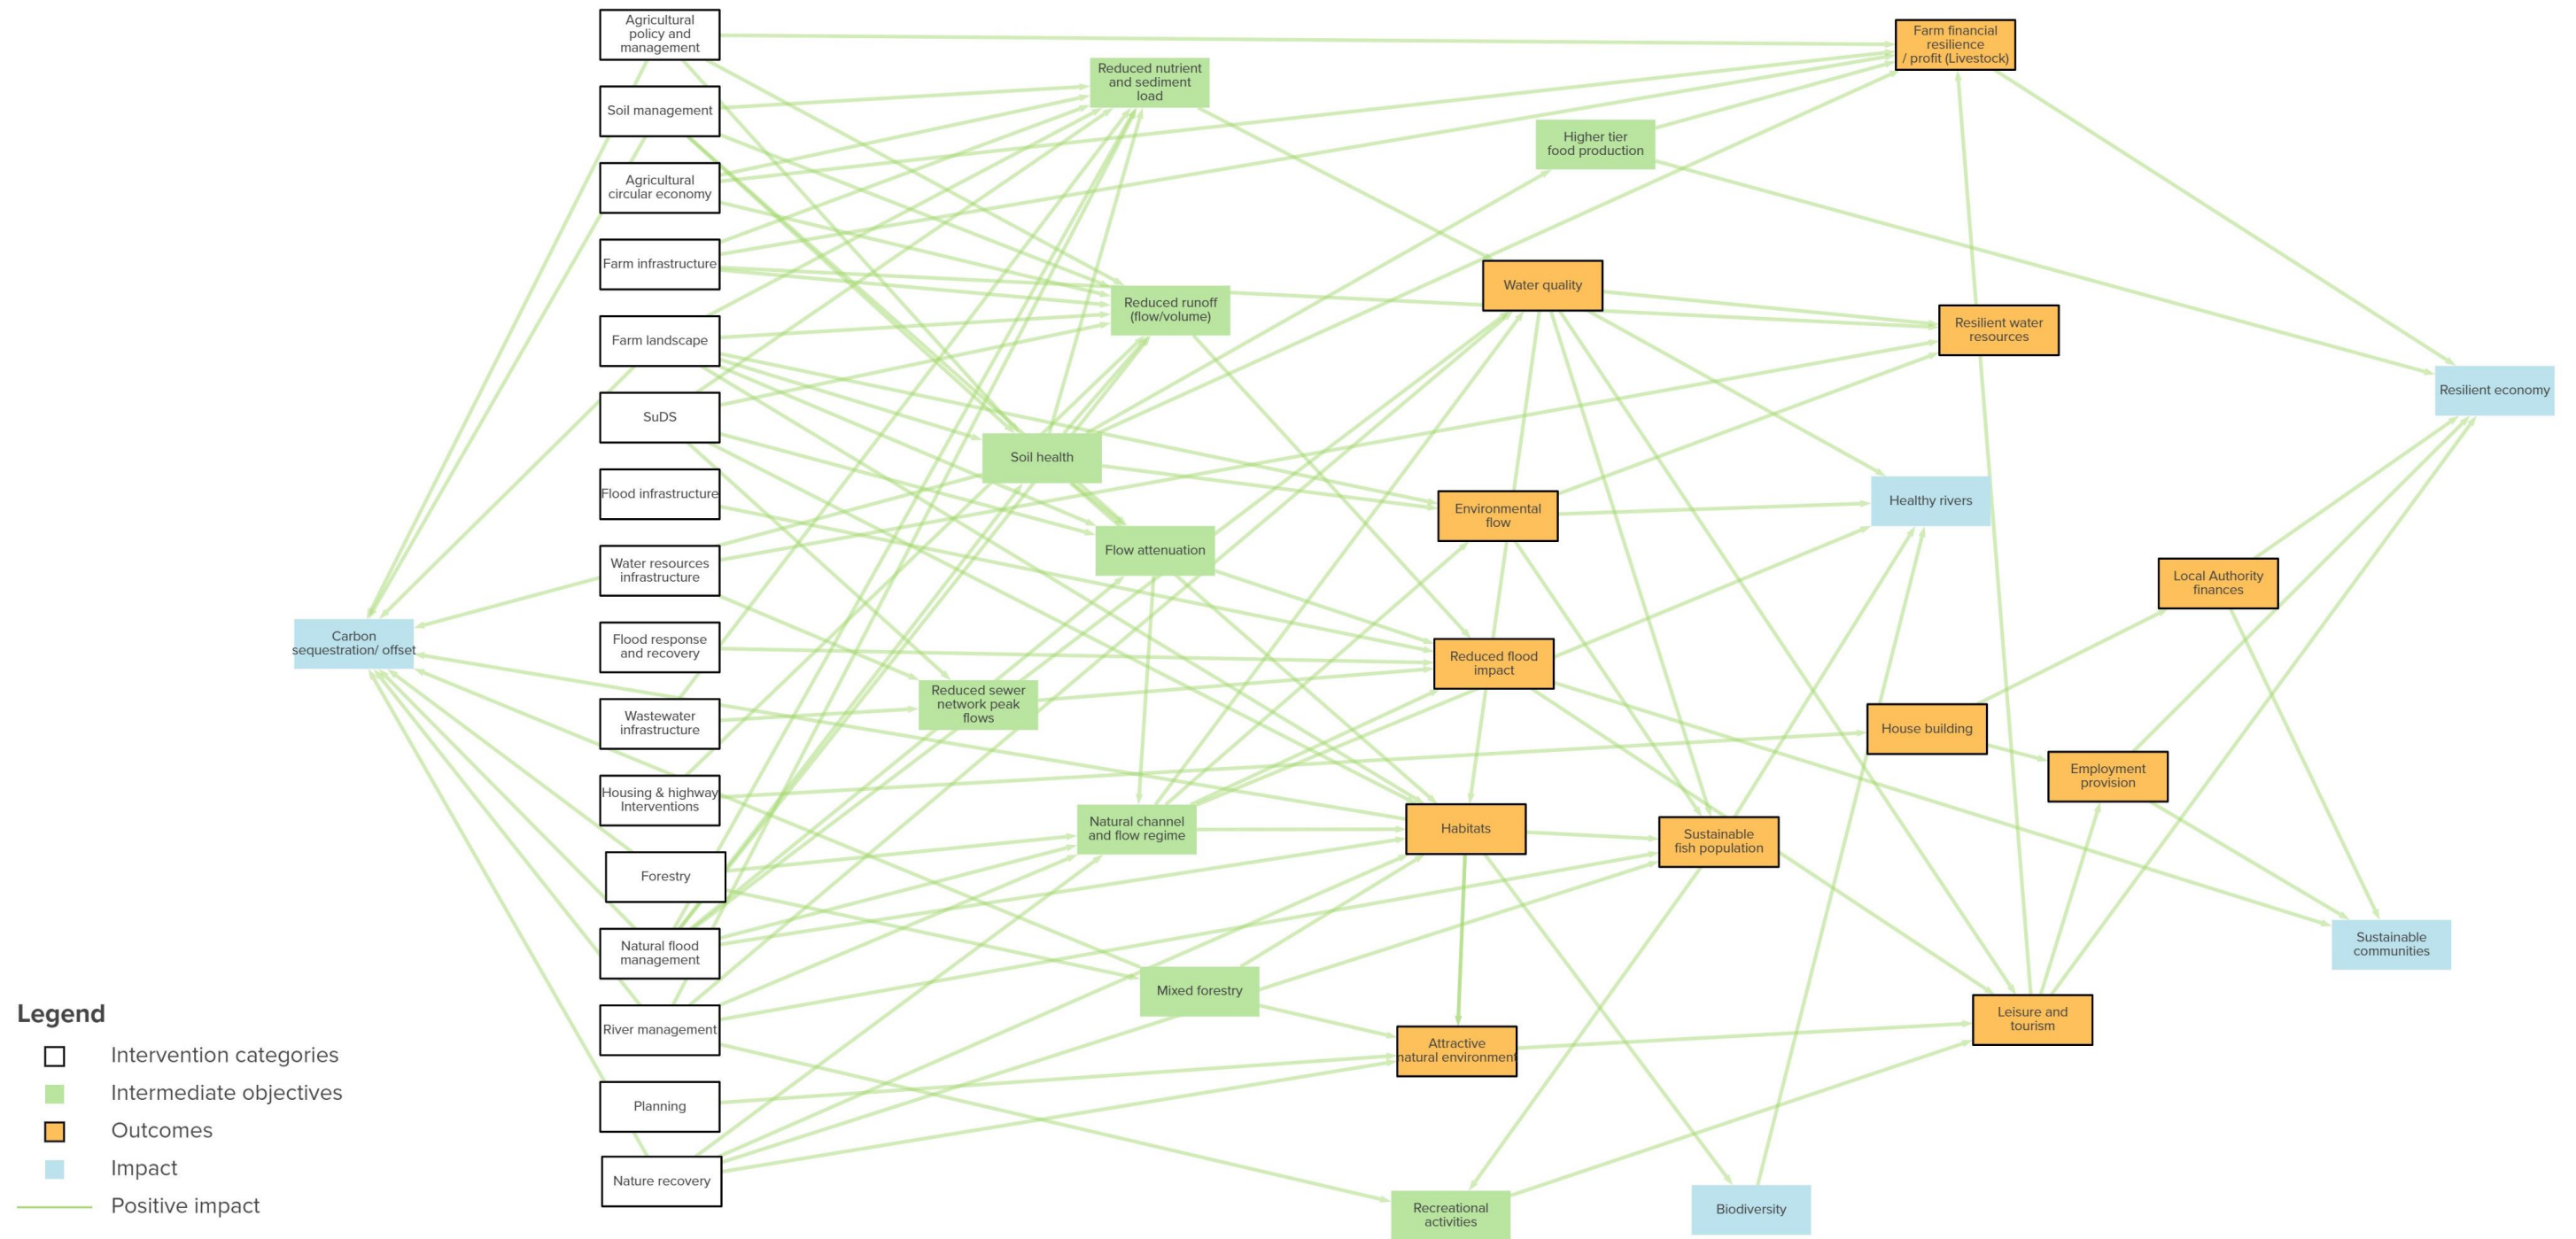 Agricultural
policy and
management
Soil management
Agricultural
circular economy
Farm infrastructure
Farm landscape
SuDS
Flood infrastructure
Water resources
infrastructure
Flood response
and recovery
Wastewater
infrastructure
Housing & highway
Interventions
Forestry
Natural flood
management
River management
Planning
Nature recovery
Carbon
sequestration/ offset
Reduced nutrient
and sediment
load
Reduced runoff
(flow/volume)
Soil health
Flow attenuation
Reduced sewer
network peak
flows
Natural channel
and flow regime
Mixed forestry
Higher tier
food production
Water quality
Environmental
flow
Reduced flood
impact
Habitats
Attractive
natural environment
Recreational
activities
Sustainable
fish population
Biodiversity
Farm financial
resilience
/ profit (Livestock)
Resilient water
resources
Healthy rivers
House building
Leisure and
tourism
Employment
provision
Local Authority
finances
Resilient economy
Sustainable
communities
Legend
Intervention categories
Intermediate objectives
Outcomes
Impact
Positive impact